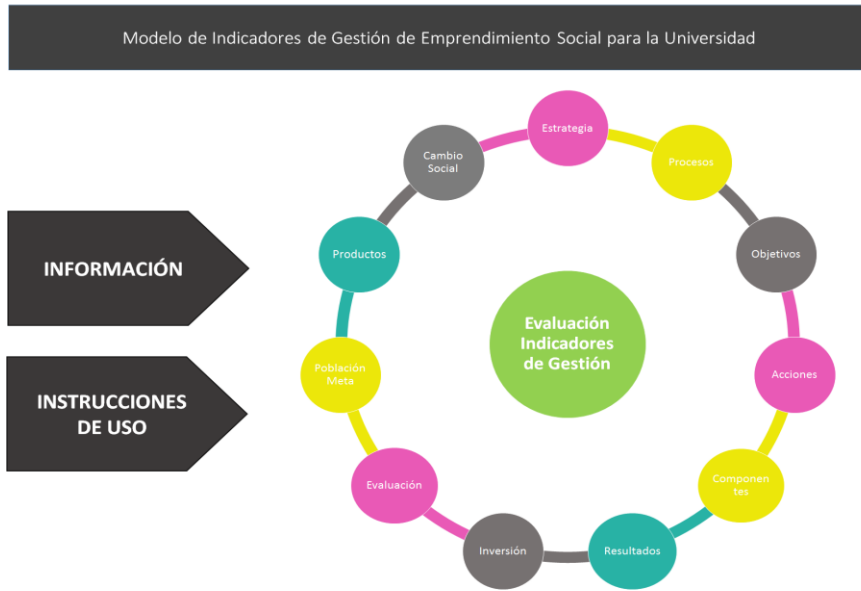 Modelo de Indicadores de Gestión de Emprendimiento Social para la Universidad
Estrategia
Procesos
Objetivos
Acciones
Componen
tes
Resultados
Inversión
Evaluación
Población
Meta
Productos
Cambio
Social
Evaluación
Indicadores
de Gestión
INFORMACIÓN
INSTRUCCIONES
DE USO